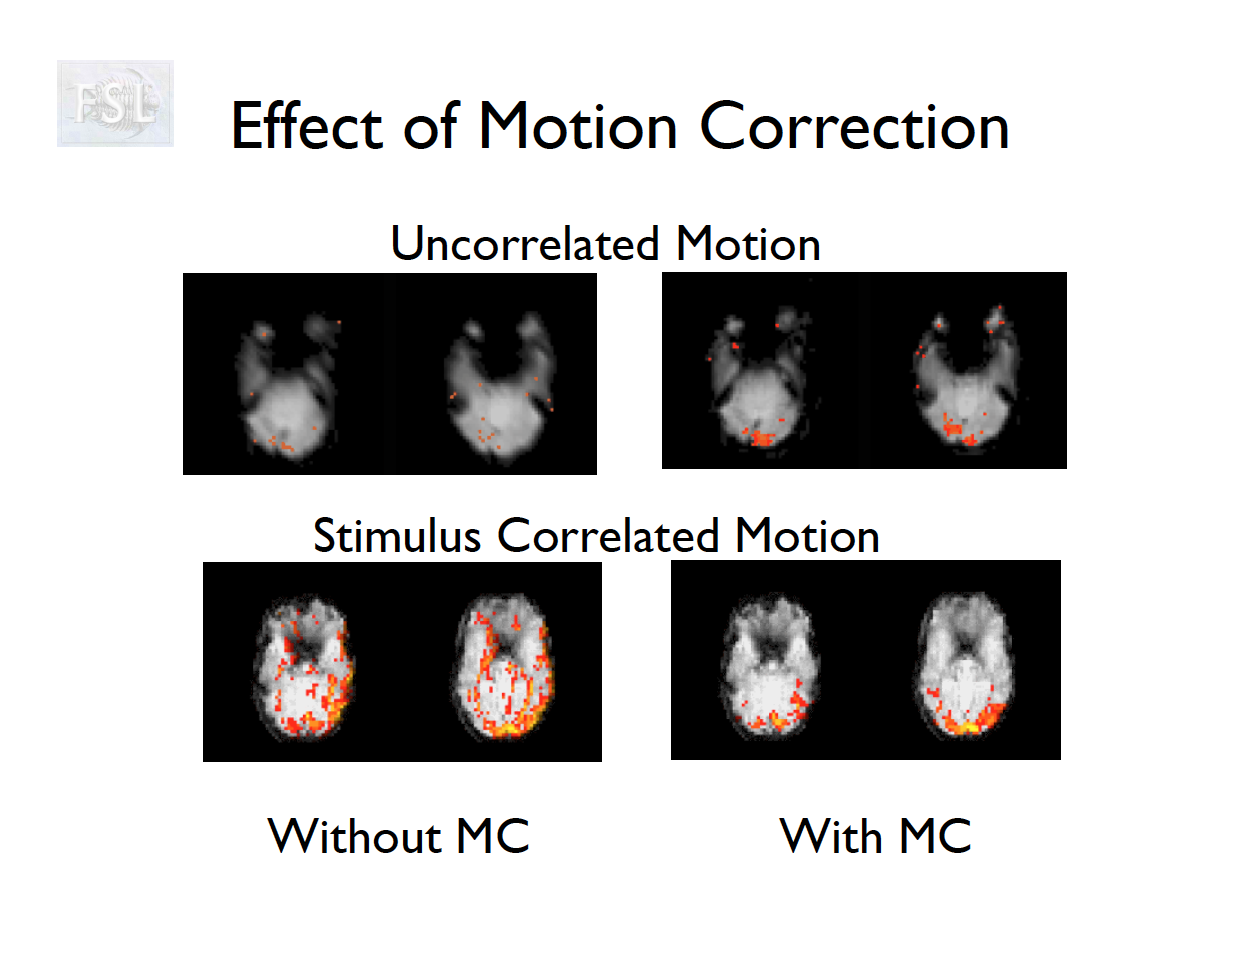 FSL
Effect of Motion Correction
Uncorrelated Motion
Stimulus Correlated Motion
Without MC
With MC